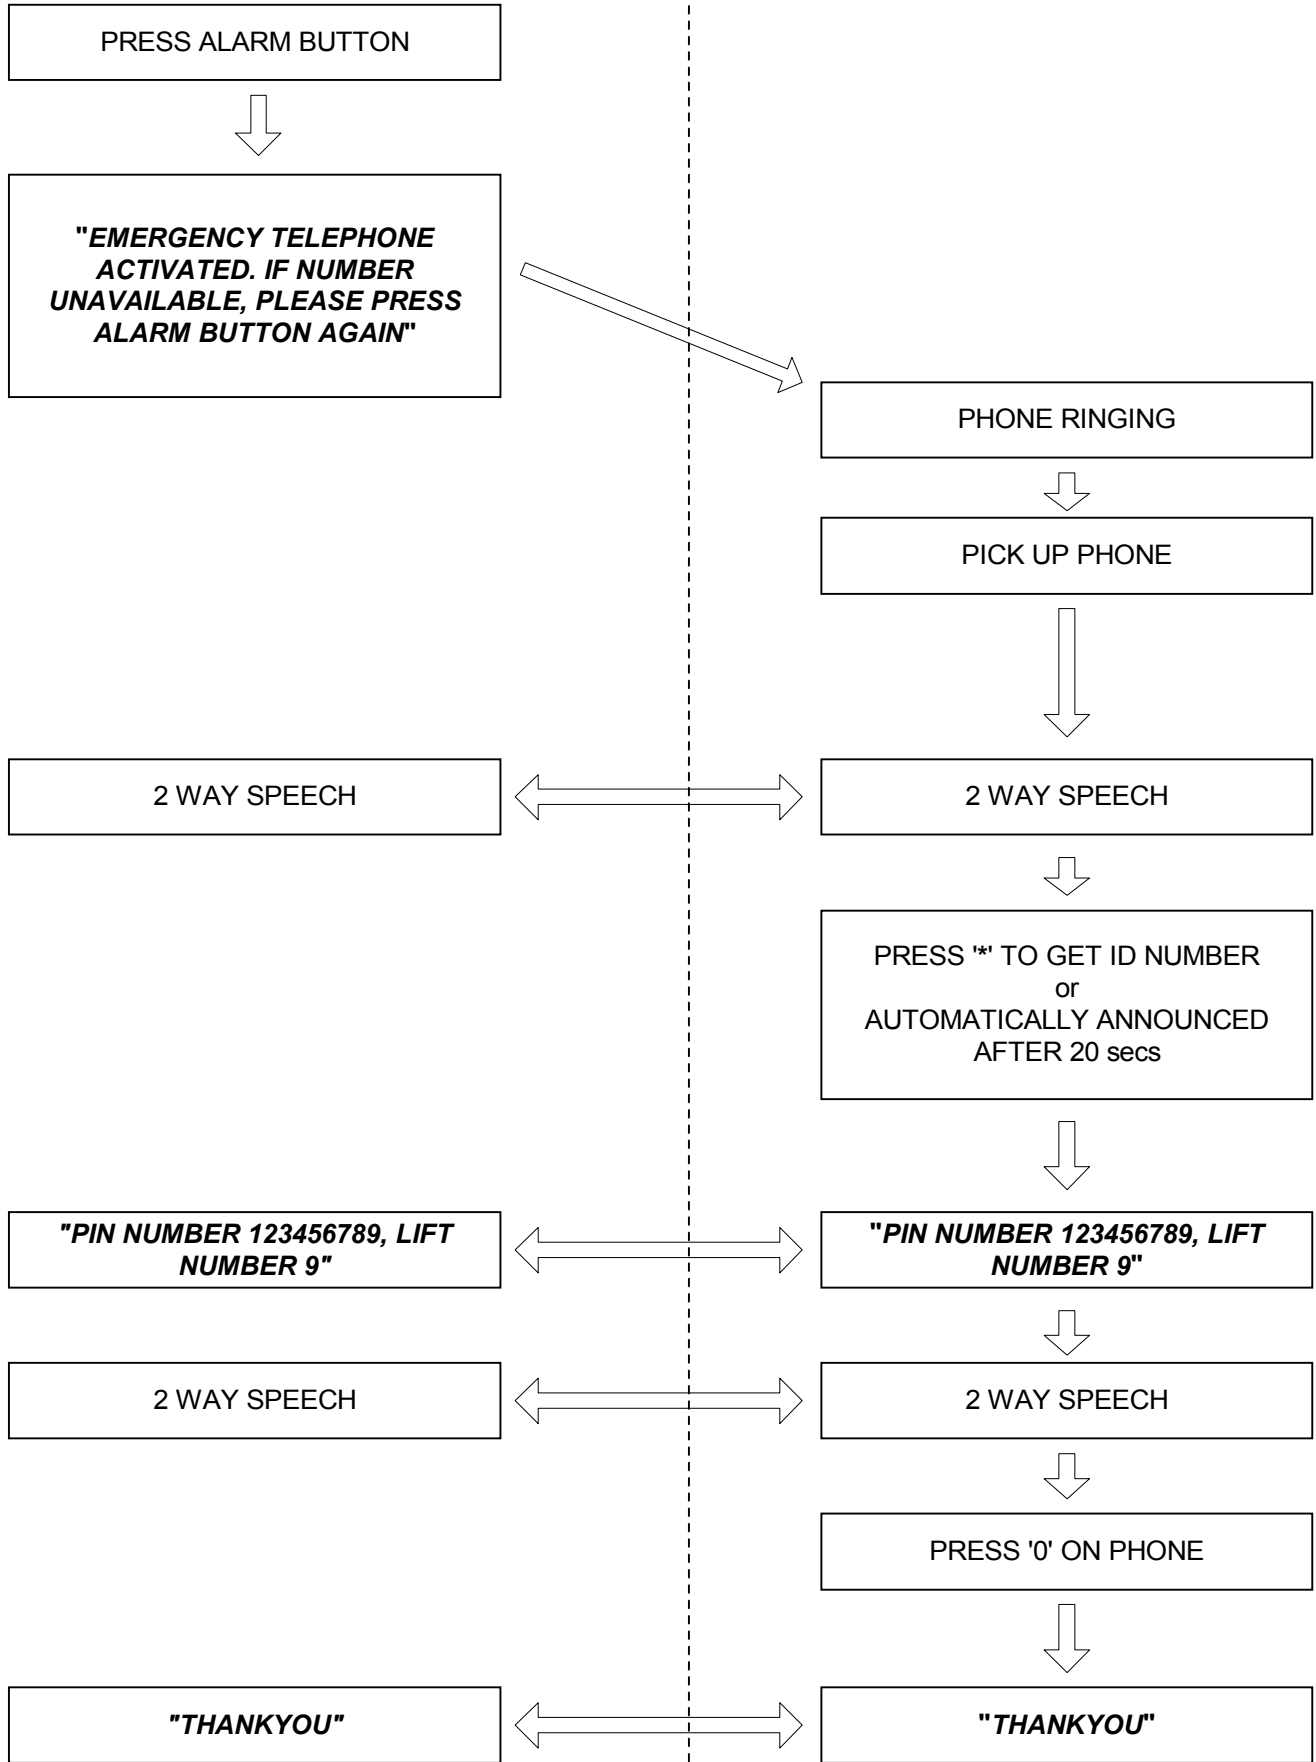 PRESS ALARM BUTTON
"EMERGENCY TELEPHONE
ACTIVATED. IF NUMBER
UNAVAILABLE, PLEASE PRESS
ALARM BUTTON AGAIN"
PHONE RINGING
PICK UP PHONE
2 WAY SPEECH
2 WAY SPEECH
PRESS '*' TO GET ID NUMBER
or
AUTOMATICALLY ANNOUNCED
AFTER 20 secs
"PIN NUMBER 123456789, LIFT
NUMBER 9"
"PIN NUMBER 123456789, LIFT
NUMBER 9"
2 WAY SPEECH
2 WAY SPEECH
PRESS '0' ON PHONE
"THANKYOU"
"THANKYOU"